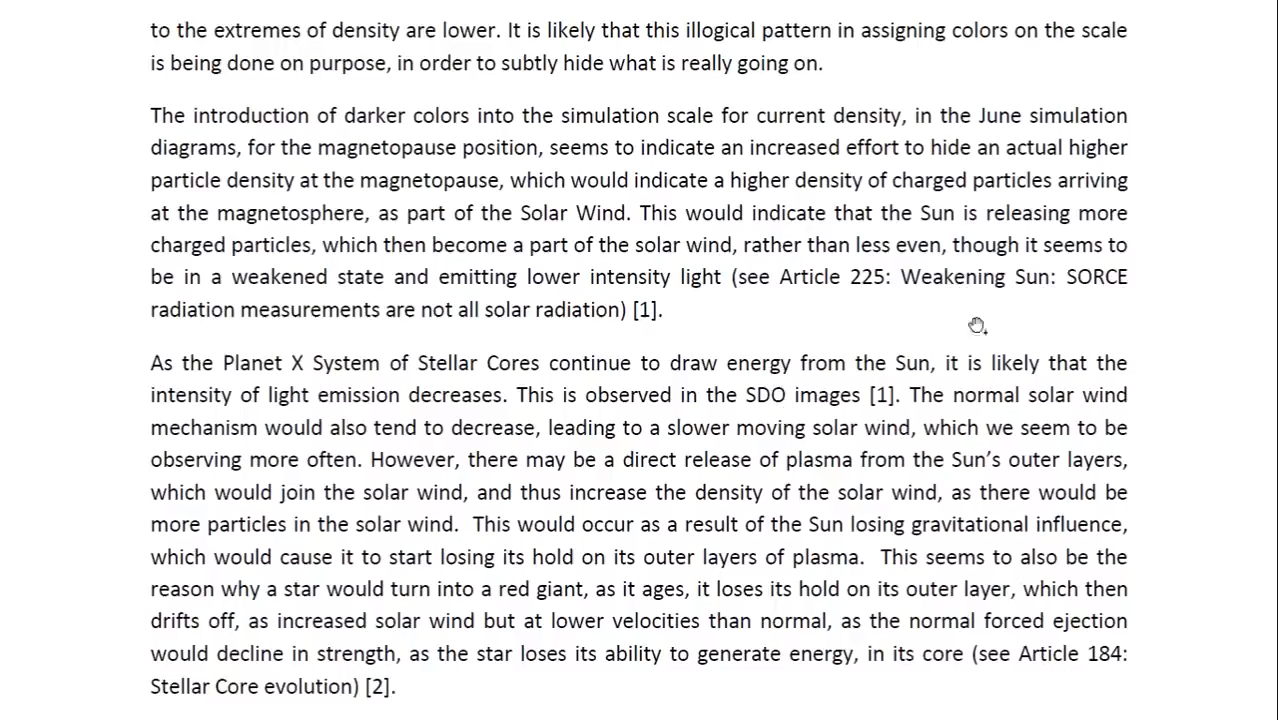 to the extremes of density are lower. It is likely that this illogical pattern in assigning colors on the scale
is being done on purpose, in order to subtly hide what is really going on.
The introduction of darker colors into the simulation scale for current density, in the June simulation
diagrams, for the magnetopause position, seems to indicate an increased effort to hide an actual higher
particle density at the magnetopause, which would indicate a higher density of charged particles arriving
at the magnetosphere, as part of the Solar Wind. This would indicate that the Sun is releasing more
charged particles, which then become a part of the solar wind, rather than less even, though it seems to
be in a weakened state and emitting lower intensity light (see Article 225: Weakening Sun: SORCE
radiation measurements are not all solar radiation) [1].
As the Planet X System of Stellar Cores continue to draw energy from the Sun, it is likely that the
intensity of light emission decreases. This is observed in the SDO images [1]. The normal solar wind
mechanism would also tend to decrease, leading to a slower moving solar wind, which we seem to be
observing more often. However, there may be a direct release of plasma from the Sun’s outer layers,
which would join the solar wind, and thus increase the density of the solar wind, as there would be
more particles in the solar wind.  This would occur as a result of the Sun losing gravitational influence,
which would cause it to start losing its hold on its outer layers of plasma.  This seems to also be the
reason why a star would turn into a red giant, as it ages, it loses its hold on its outer layer, which then
drifts off, as increased solar wind but at lower velocities than normal, as the normal forced ejection
would decline in strength, as the star loses its ability to generate energy, in its core (see Article 184:
Stellar Core evolution) [2].